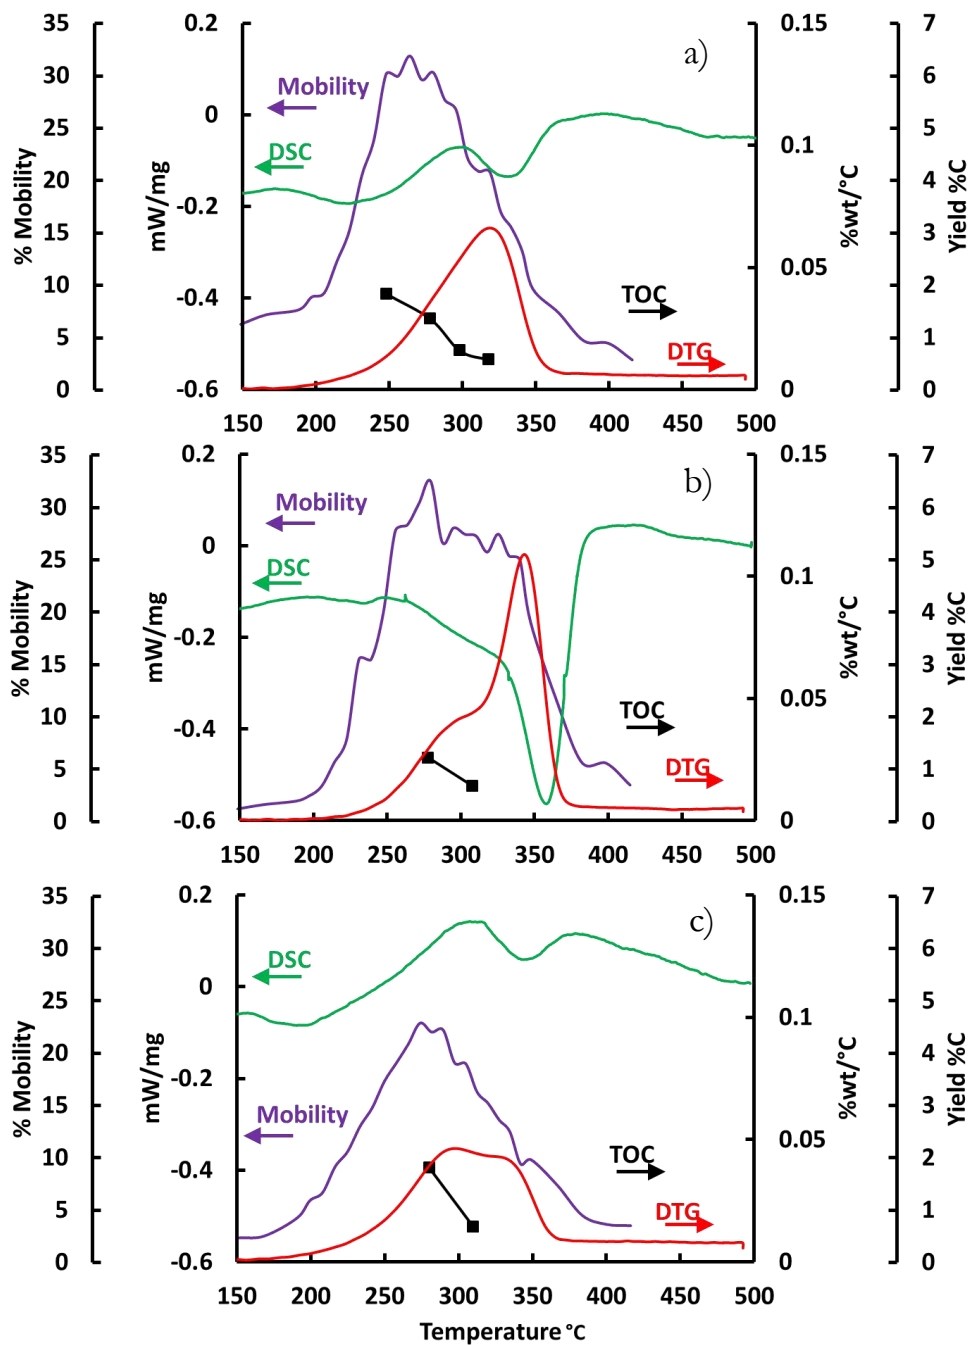 35 0.2 0.15 7
a)
30 6
Mobility
0
25 5
DSC 0.1
20 4
% Mobility mW/mg -0.2 %wt/°C Yield %C
15 3
0.05
10 -0.4 TOC 2
5 DTG 1
0 -0.6 0 0
150 200 250 300 350 400 450 500
35 0.2 0.15 7
b)
30 Mobility 6
0
25 DSC 5
0.1
20 4
% Mobility mW/mg -0.2 %wt/°C Yield %C
15 3
0.05
10 -0.4 TOC 2
5 DTG 1
0 -0.6 0 0
150 200 250 300 350 400 450 500
35 0.2 0.15 7
c)
30 DSC 6
0
25 5
0.1
20 4
% Mobility mW/mg -0.2 %wt/°C Yield %C
15 Mobility 3
0.05
10 -0.4 TOC 2
5 DTG 1
0 -0.6 0 0
150 200 250 300 350 400 450 500
Temperature °C